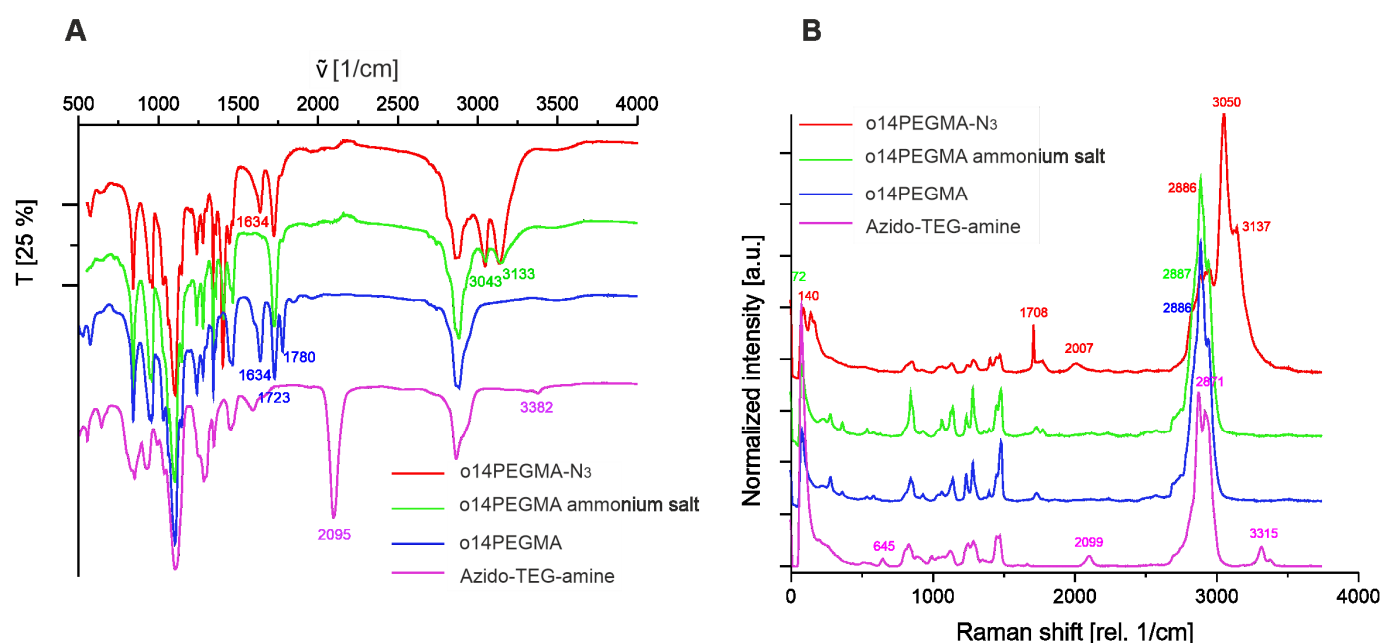 A
ṽ [1/cm]
500 1000 1500 2000 2500 3000 3500 4000
T [25 %]
1634
3043
3133
1780
1634
1723
3382
2095
o14PEGMA-N3
o14PEGMA ammonium salt
o14PEGMA
Azido-TEG-amine
B
o14PEGMA-N3
o14PEGMA ammonium salt
o14PEGMA
Azido-TEG-amine
Normalized intensity [a.u.]
3050
2886
3137
2887
2886
72
140
1708
2007
2871
645
2099
3315
0 1000 2000 3000 4000
Raman shift [rel. 1/cm]